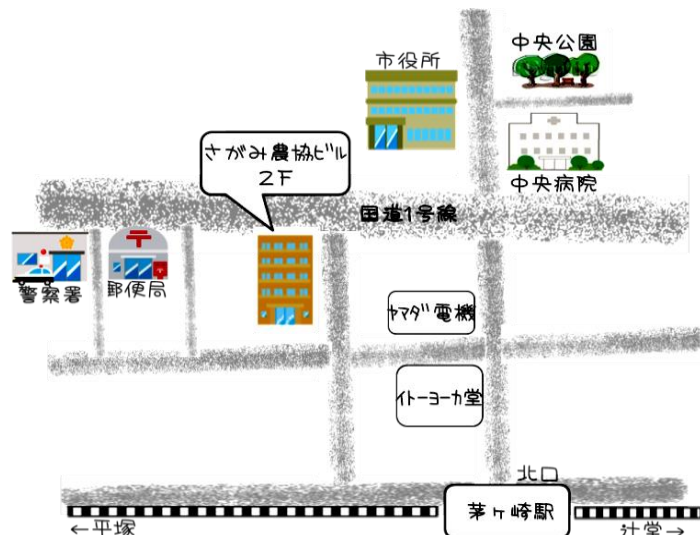 中央公園
市役所
さがみ農協ビル
2F
中央病院
国道1号線
警察署
郵便局
ヤマダ電機
イトーヨーカ堂
北口
茅ヶ崎駅
←平塚
辻堂→